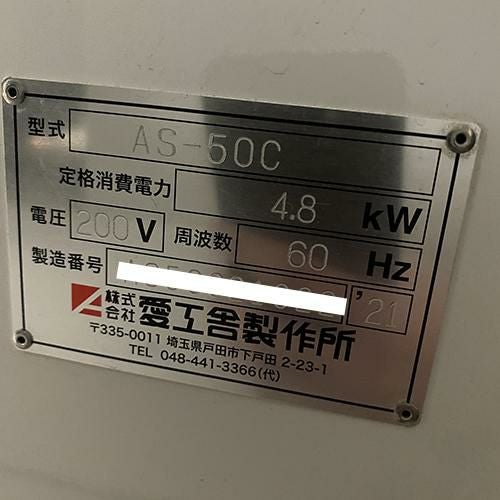 型式 AS-50C
定格消費電力 4.8 kW
電圧 200 V 周波数 60 Hz
製造番号 '21
株式会社 愛工舎製作所
〒335-0011 埼玉県戸田市下戸田 2-23-1
TEL 048-441-3366(代)